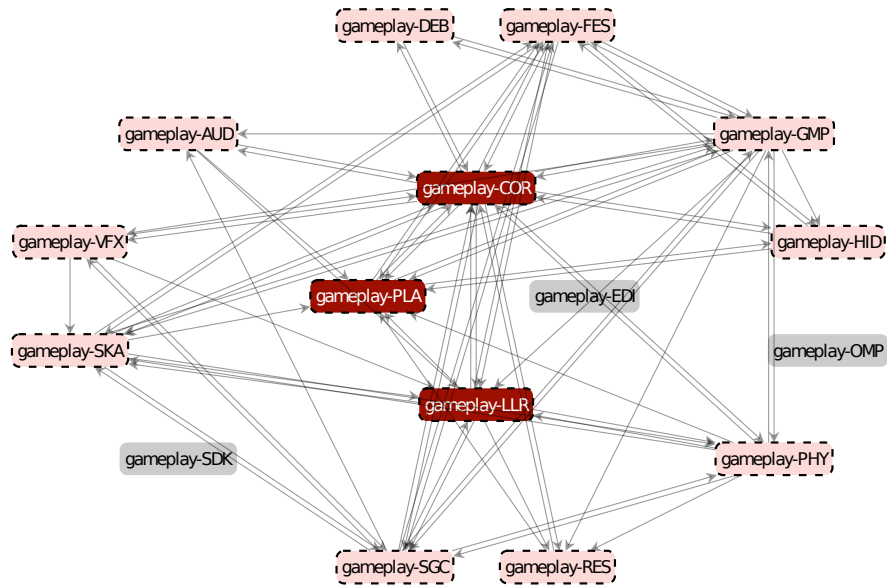 gameplay-DEB
gameplay-FES
gameplay-AUD
gameplay-GMP
gameplay-COR
gameplay-VFX
gameplay-HID
gameplay-PLA
gameplay-EDI
gameplay-SKA
gameplay-OMP
gameplay-LLR
gameplay-SDK
gameplay-PHY
gameplay-SGC
gameplay-RES